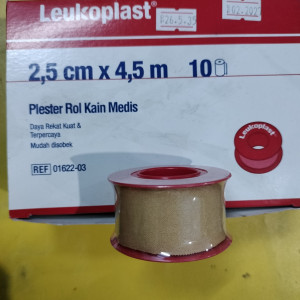 Leukoplast®
2,5 cm x 4,5 m 10
Plester Rol Kain Medis
Daya Rekat Kuat &
Terpercaya
Mudah disobek
REF 01622-03
Leukoplast